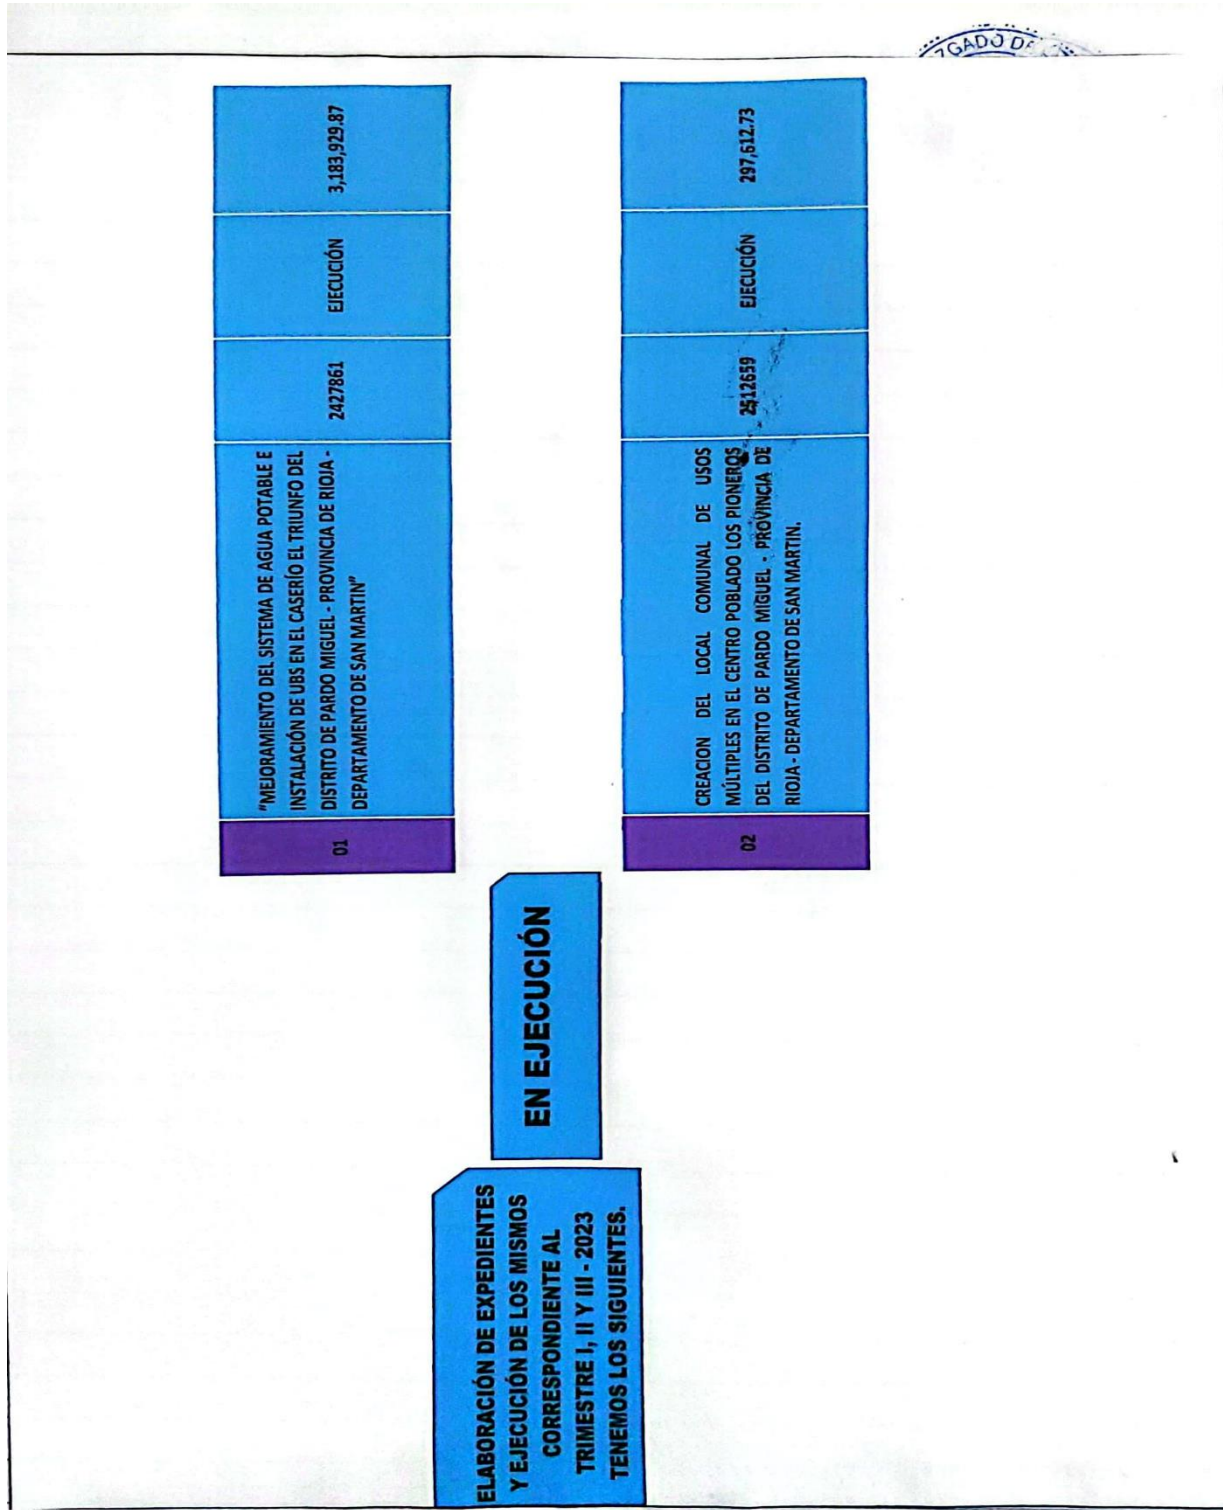 ELABORACIÓN DE EXPEDIENTES
Y EJECUCIÓN DE LOS MISMOS
CORRESPONDIENTE AL
TRIMESTRE I, II Y III - 2023
TENEMOS LOS SIGUIENTES.
EN EJECUCIÓN
01
"MEJORAMIENTO DEL SISTEMA DE AGUA POTABLE E
INSTALACIÓN DE UBS EN EL CASERÍO EL TRIUNFO DEL
DISTRITO DE PARDO MIGUEL - PROVINCIA DE RIOJA -
DEPARTAMENTO DE SAN MARTIN"
2427861
EJECUCIÓN
3,183,929.87
02
CREACION DEL LOCAL COMUNAL DE USOS
MÚLTIPLES EN EL CENTRO POBLADO LOS PIONEROS
DEL DISTRITO DE PARDO MIGUEL - PROVINCIA DE
RIOJA - DEPARTAMENTO DE SAN MARTIN.
2512659
EJECUCIÓN
297,612.73